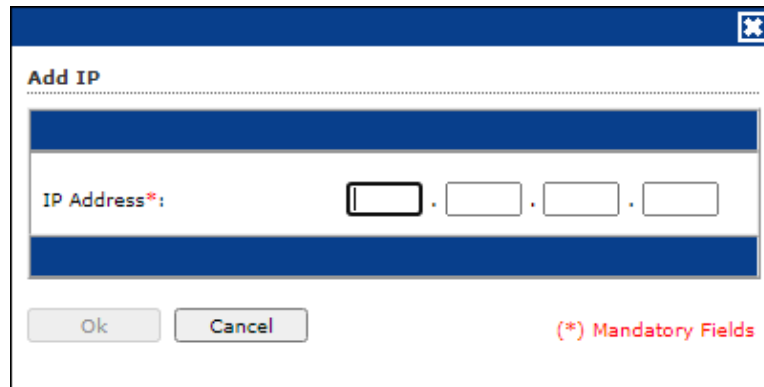 Add IP
IP Address*: . . .
Ok Cancel (*) Mandatory Fields